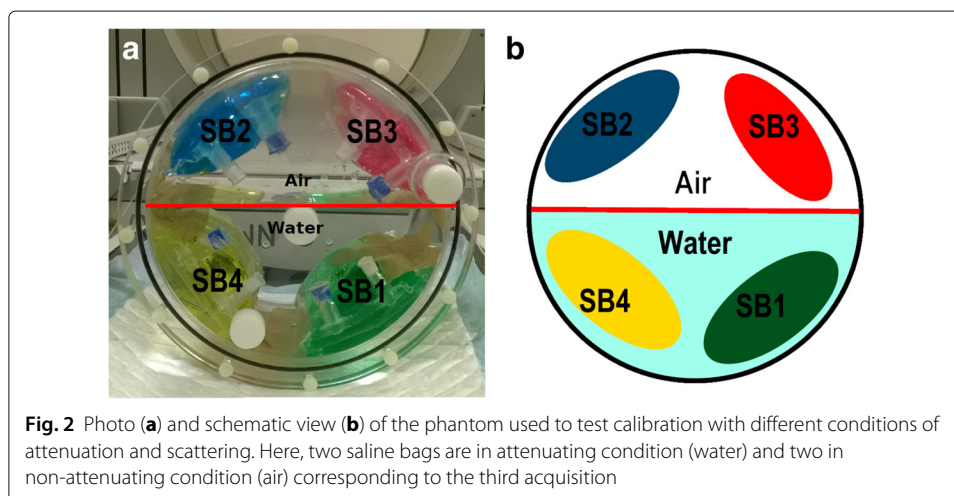 a
SB2
SB3
Air
Water
NN
SB4
SB1
b
SB2
SB3
Air
Water
SB4
SB1
Fig. 2 Photo (a) and schematic view (b) of the phantom used to test calibration with different conditions of
attenuation and scattering. Here, two saline bags are in attenuating condition (water) and two in
non-attenuating condition (air) corresponding to the third acquisition